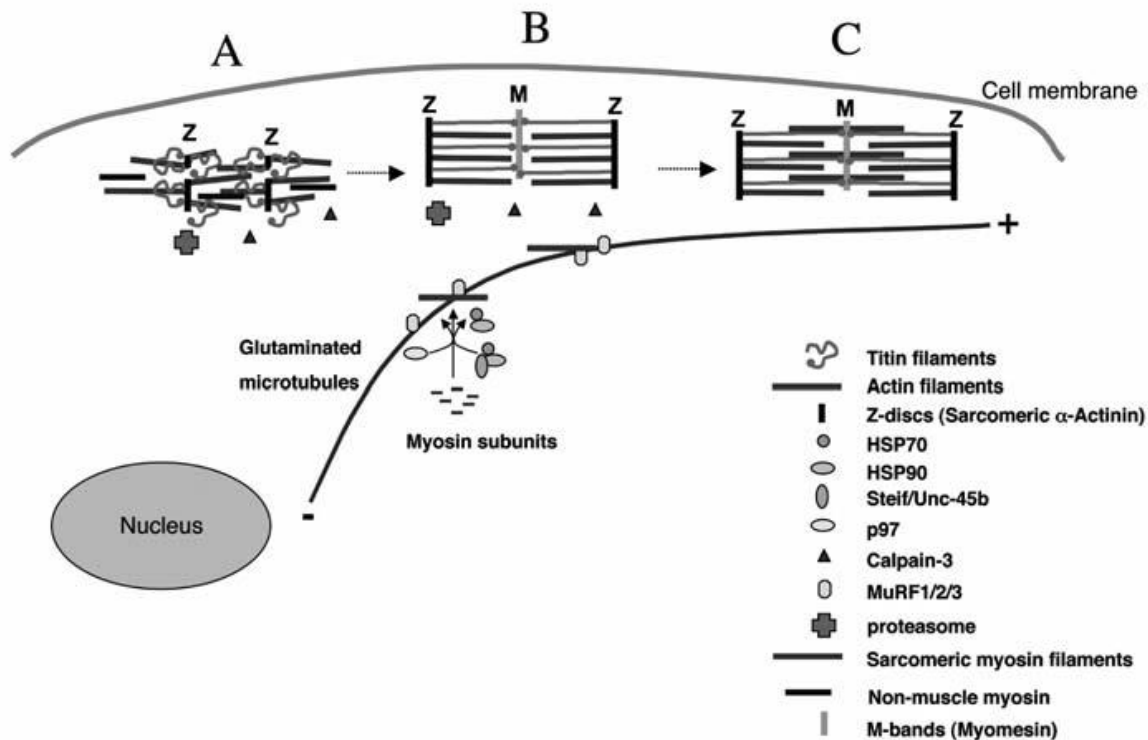 A
B
C
Cell membrane
Z
Z
Z
M
Z
Z
M
Z
+
Glutaminated
microtubules
Myosin subunits
Nucleus
-
Titin filaments
Actin filaments
Z-discs (Sarcomeric α-Actinin)
HSP70
HSP90
Steif/Unc-45b
p97
Calpain-3
MuRF1/2/3
proteasome
Sarcomeric myosin filaments
Non-muscle myosin
M-bands (Myomesin)